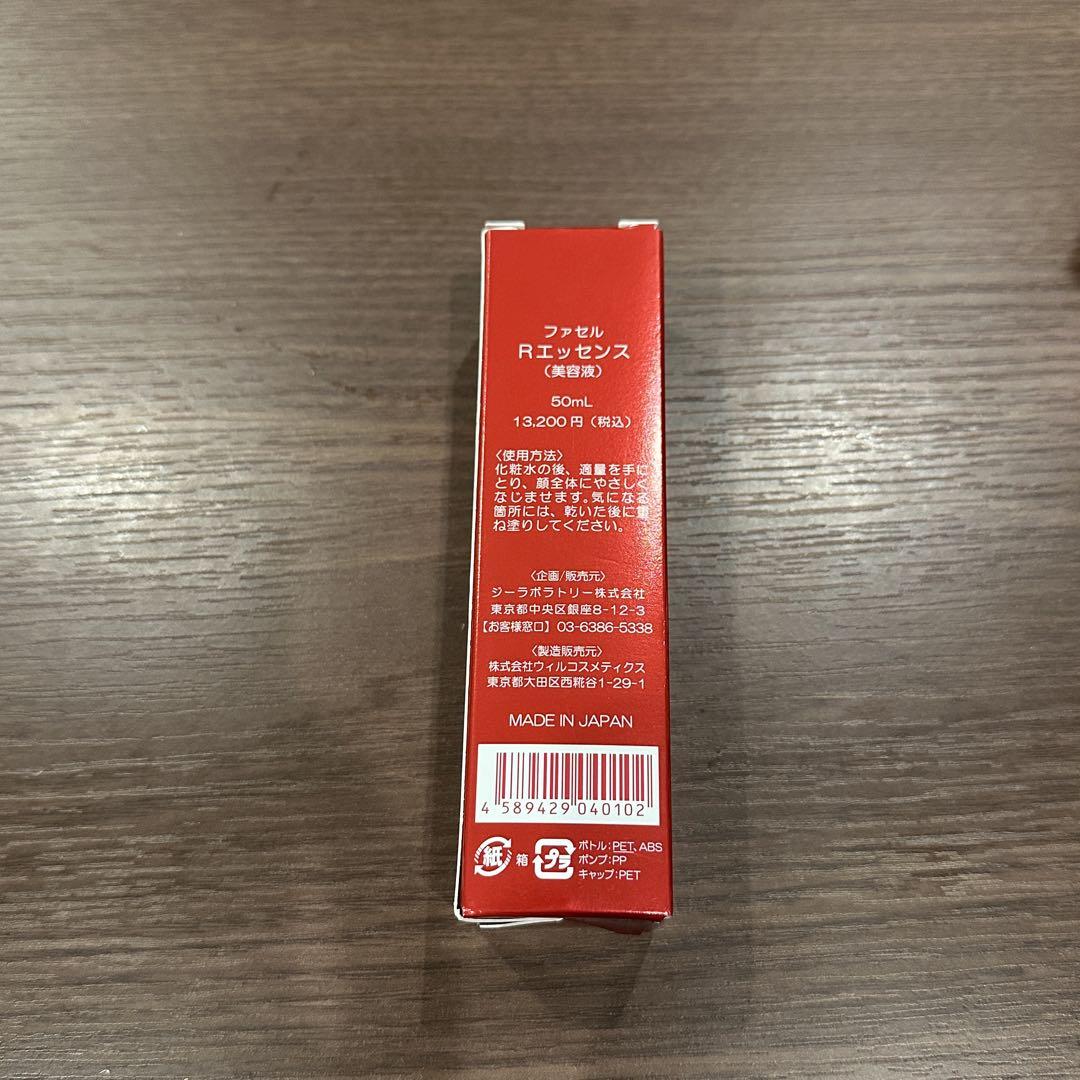 ファセル
Rエッセンス
（美容液）
50mL
13,200円（税込）
〈使用方法〉
化粧水の後、適量を手に
とり、顔全体にやさしく
なじませます。気になる
箇所には、乾いた後に重
ね塗りしてください。
〈企画/販売元〉
ジーラボラトリー株式会社
東京都中央区銀座8-12-3
【お客様窓口】03-6386-5338
〈製造販売元〉
株式会社ウィルコスメティクス
東京都大田区西糀谷1-29-1
MADE IN JAPAN
4 589429 040102
紙 箱 プラ ボトル:PET、ABS
ポンプ:PP
キャップ:PET